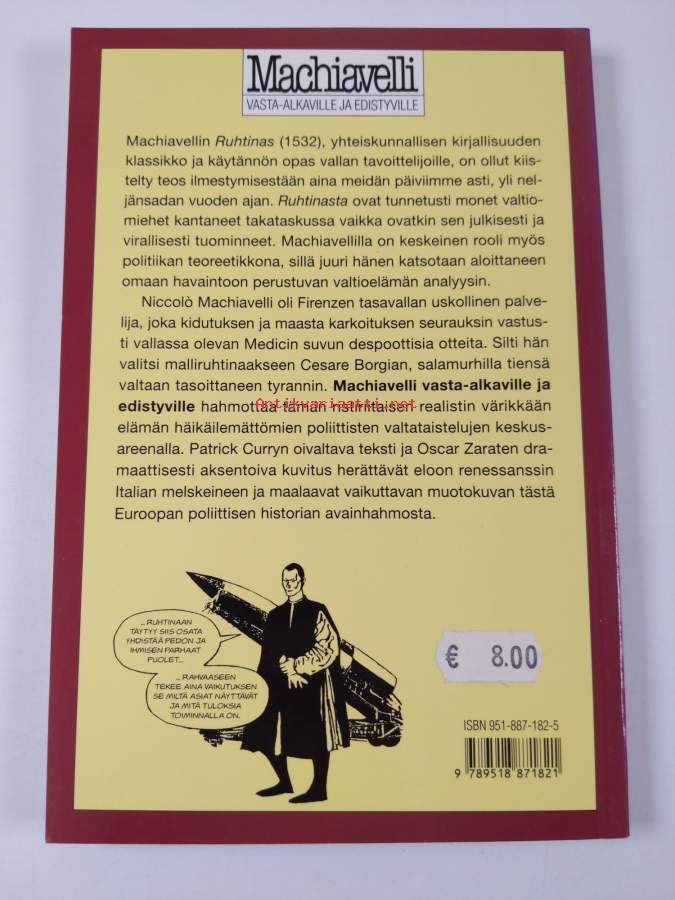 Machiavelli
VASTA-ALKAVILLE JA EDISTYVILLE
Machiavellin Ruhtinas (1532), yhteiskunnallisen kirjallisuuden
klassikko ja käytännön opas vallan tavoittelijoille, on ollut kiis-
telty teos ilmestymisestään aina meidän päiviimme asti, yli nel-
jänsadan vuoden ajan. Ruhtinasta ovat tunnetusti monet valtio-
miehet kantaneet takataskussa vaikka ovatkin sen julkisesti ja
virallisesti tuominneet. Machiavellilla on keskeinen rooli myös
politiikan teoreetikkona, sillä juuri hänen katsotaan aloittaneen
omaan havaintoon perustuvan valtioelämän analyysin.
Niccolò Machiavelli oli Firenzen tasavallan uskollinen palve-
lija, joka kidutuksen ja maasta karkoituksen seurauksin vastus-
ti vallassa olevan Medicin suvun despoottisia otteita. Silti hän
valitsi malliruhtinaakseen Cesare Borgian, salamurhilla tiensä
valtaan tasoittaneen tyrannin. Machiavelli vasta-alkaville ja
Antikvariaatti.net
edistyville hahmottaa tämän ristiriitaisen realistin värikkään
elämän häikäilemättömien poliittisten valtataistelujen keskus-
areenalla. Patrick Curryn oivaltava teksti ja Oscar Zaraten dra-
maattisesti aksentoiva kuvitus herättävät eloon renessanssin
Italian melskeineen ja maalaavat vaikuttavan muotokuvan tästä
Euroopan poliittisen historian avainhahmosta.
... RUHTINAAN
TÄYTYY SIIS OSATA
YHDISTÄÄ PEDON JA
IHMISEN PARHAAT
PUOLET...
... RAHVAASEEN
TEKEE AINA VAIKUTUKSEN
SE MILTÄ ASIAT NÄYTTÄVÄT
JA MITÄ TULOKSIA
TOIMINNALLA ON.
€ 8.00
ISBN 951-887-182-5
9 789518 871821